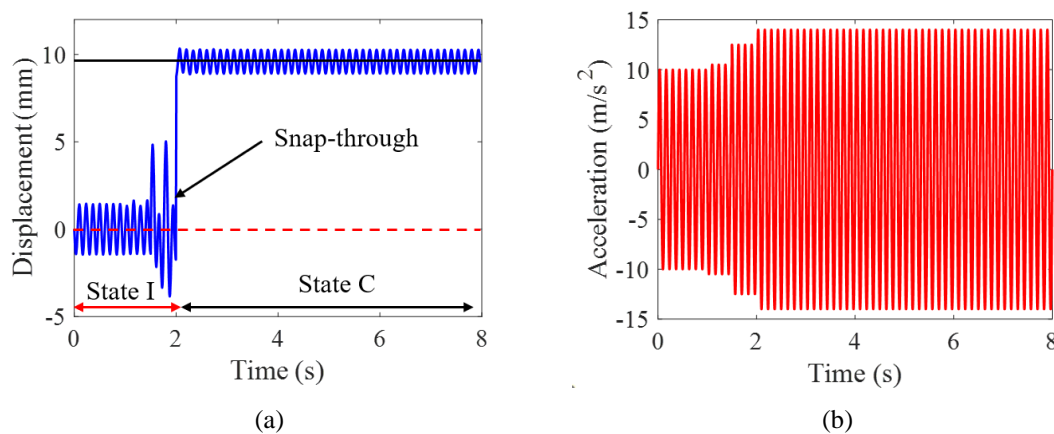 10
5
0
-5
Displacement (mm)
Snap-through
State I
State C
0 2 4 6 8
Time (s)
(a)
15
10
5
0
-5
-10
-15
Acceleration (m/s²)
0 2 4 6 8
Time (s)
(b)